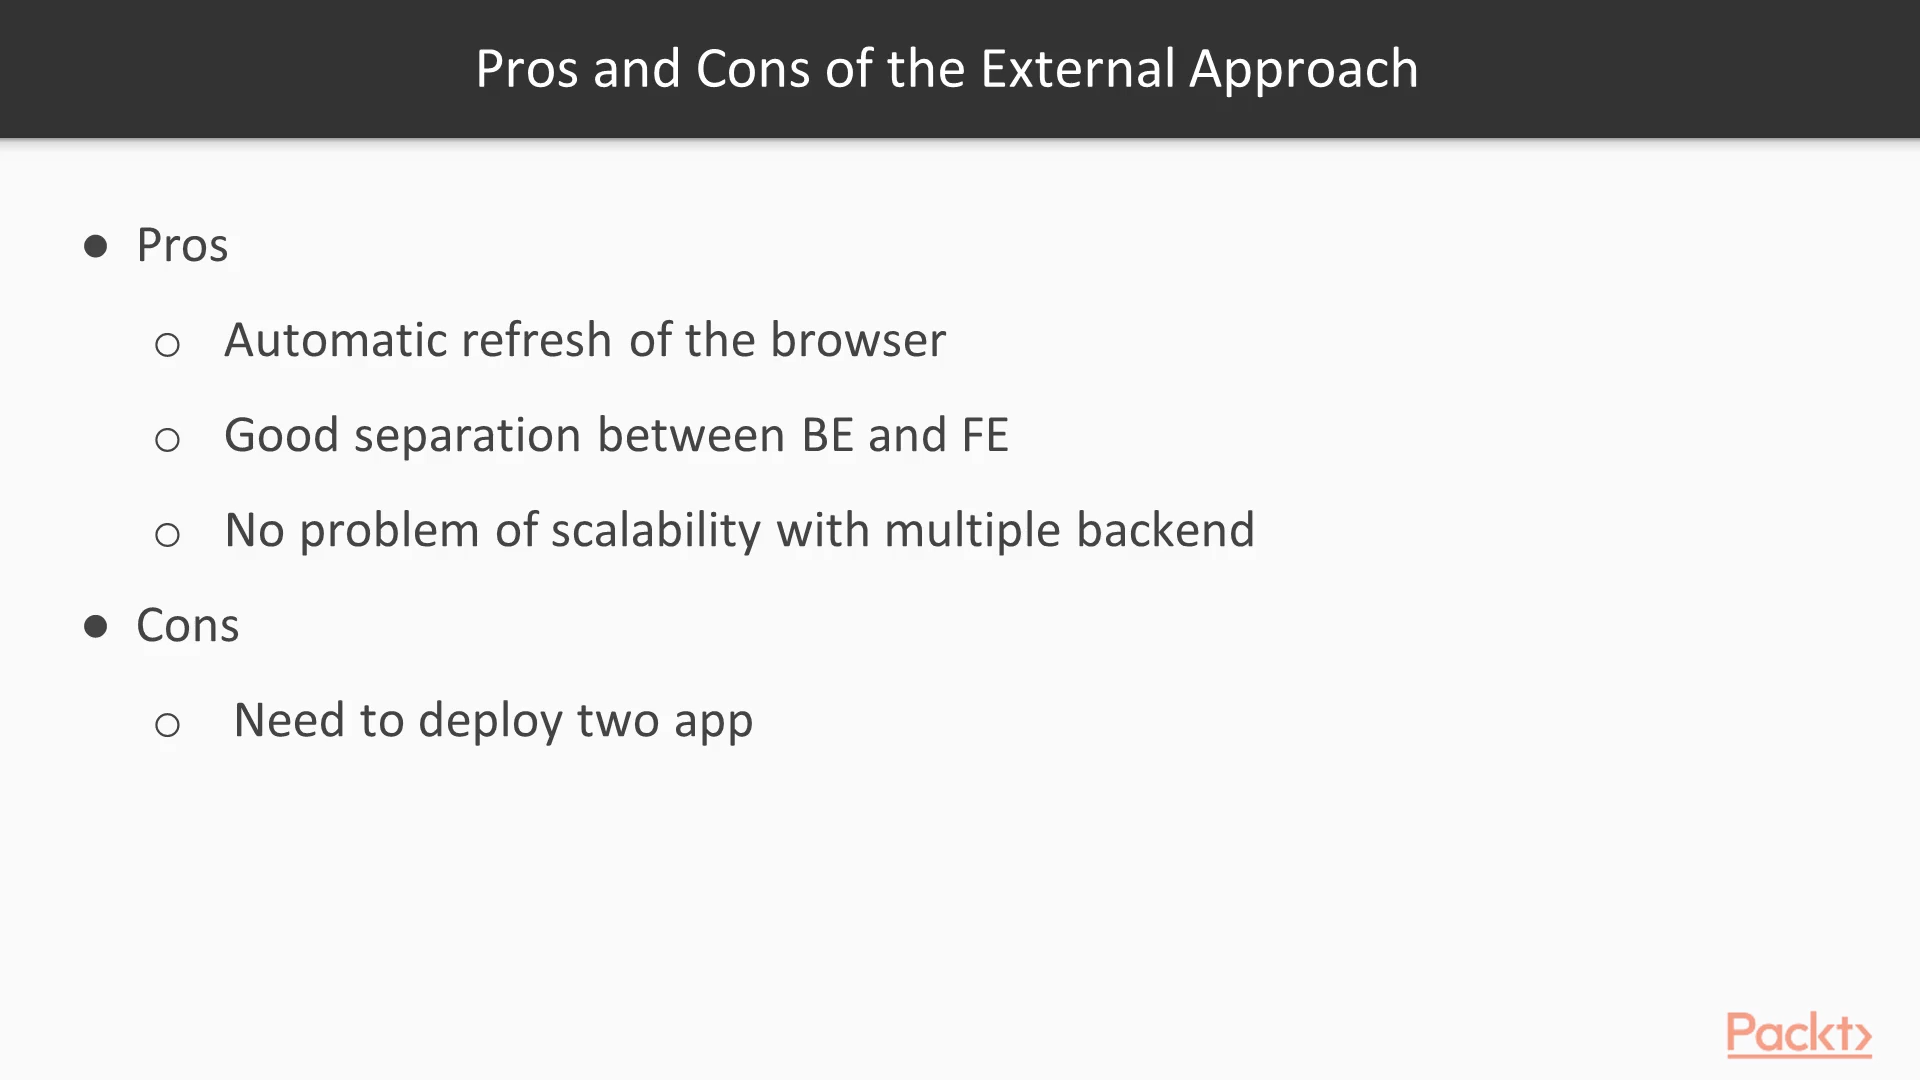 Pros and Cons of the External Approach
● Pros
○ Automatic refresh of the browser
○ Good separation between BE and FE
○ No problem of scalability with multiple backend
● Cons
○ Need to deploy two app
Packt>